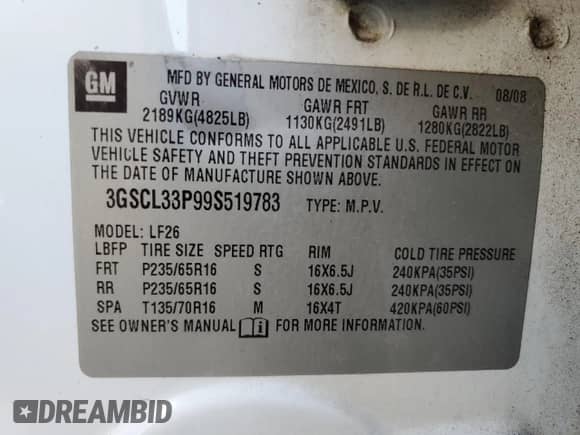 GM
MFD BY GENERAL MOTORS DE MEXICO, S. DE R.L. DE C.V. 08/08
GVWR GAWR FRT GAWR RR
2189KG(4825LB) 1130KG(2491LB) 1280KG(2822LB)
THIS VEHICLE CONFORMS TO ALL APPLICABLE U.S. FEDERAL MOTOR
VEHICLE SAFETY AND THEFT PREVENTION STANDARDS IN EFFECT ON
THE DATE OF MANUFACTURE SHOWN ABOVE.
3GSCL33P99S519783 TYPE: M.P.V.
MODEL: LF26
LBFP TIRE SIZE SPEED RTG RIM COLD TIRE PRESSURE
FRT P235/65R16 S 16X6.5J 240KPA(35PSI)
RR P235/65R16 S 16X6.5J 240KPA(35PSI)
SPA T135/70R16 M 16X4T 420KPA(60PSI)
SEE OWNER'S MANUAL i FOR MORE INFORMATION.
DREAMBID